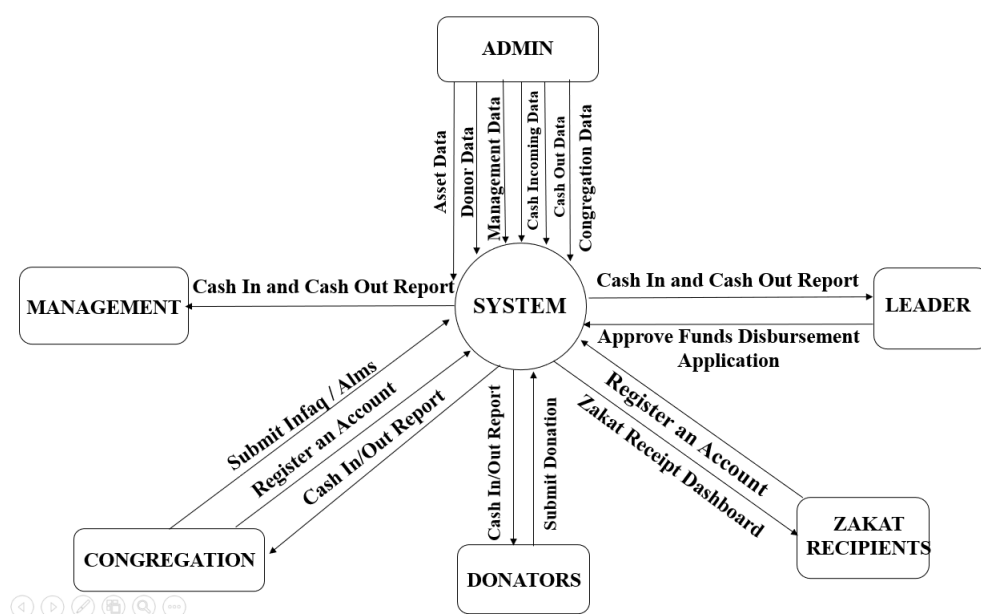 ADMIN
Asset Data
Donor Data
Management Data
Cash Incoming Data
Cash Out Data
Congregation Data
MANAGEMENT
Cash In and Cash Out Report
SYSTEM
Cash In and Cash Out Report
LEADER
Approve Funds Disbursement
Application
Submit Infaq / Alms
Register an Account
Cash In/Out Report
Cash In/Out Report
Submit Donation
Register an Account
Zakat Receipt Dashboard
CONGREGATION
DONATORS
ZAKAT
RECIPIENTS